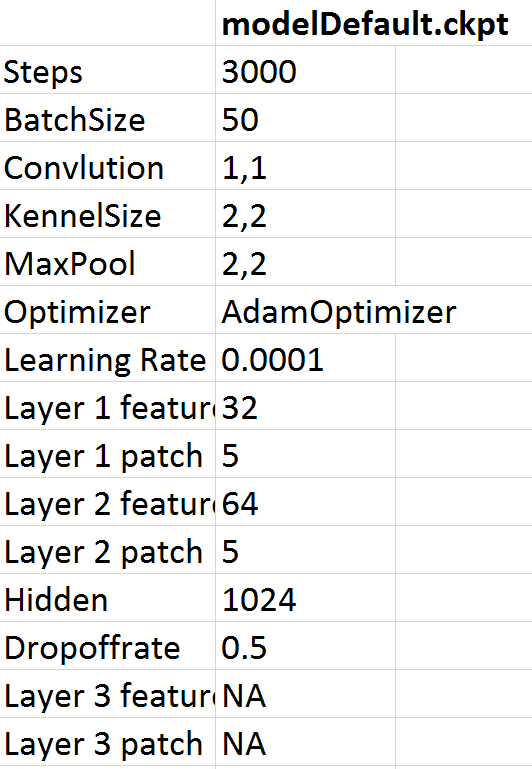 modelDefault.ckpt
Steps 3000
BatchSize 50
Convlution 1,1
KennelSize 2,2
MaxPool 2,2
Optimizer AdamOptimizer
Learning Rate 0.0001
Layer 1 featur 32
Layer 1 patch 5
Layer 2 featur 64
Layer 2 patch 5
Hidden 1024
Dropoffrate 0.5
Layer 3 featur NA
Layer 3 patch NA